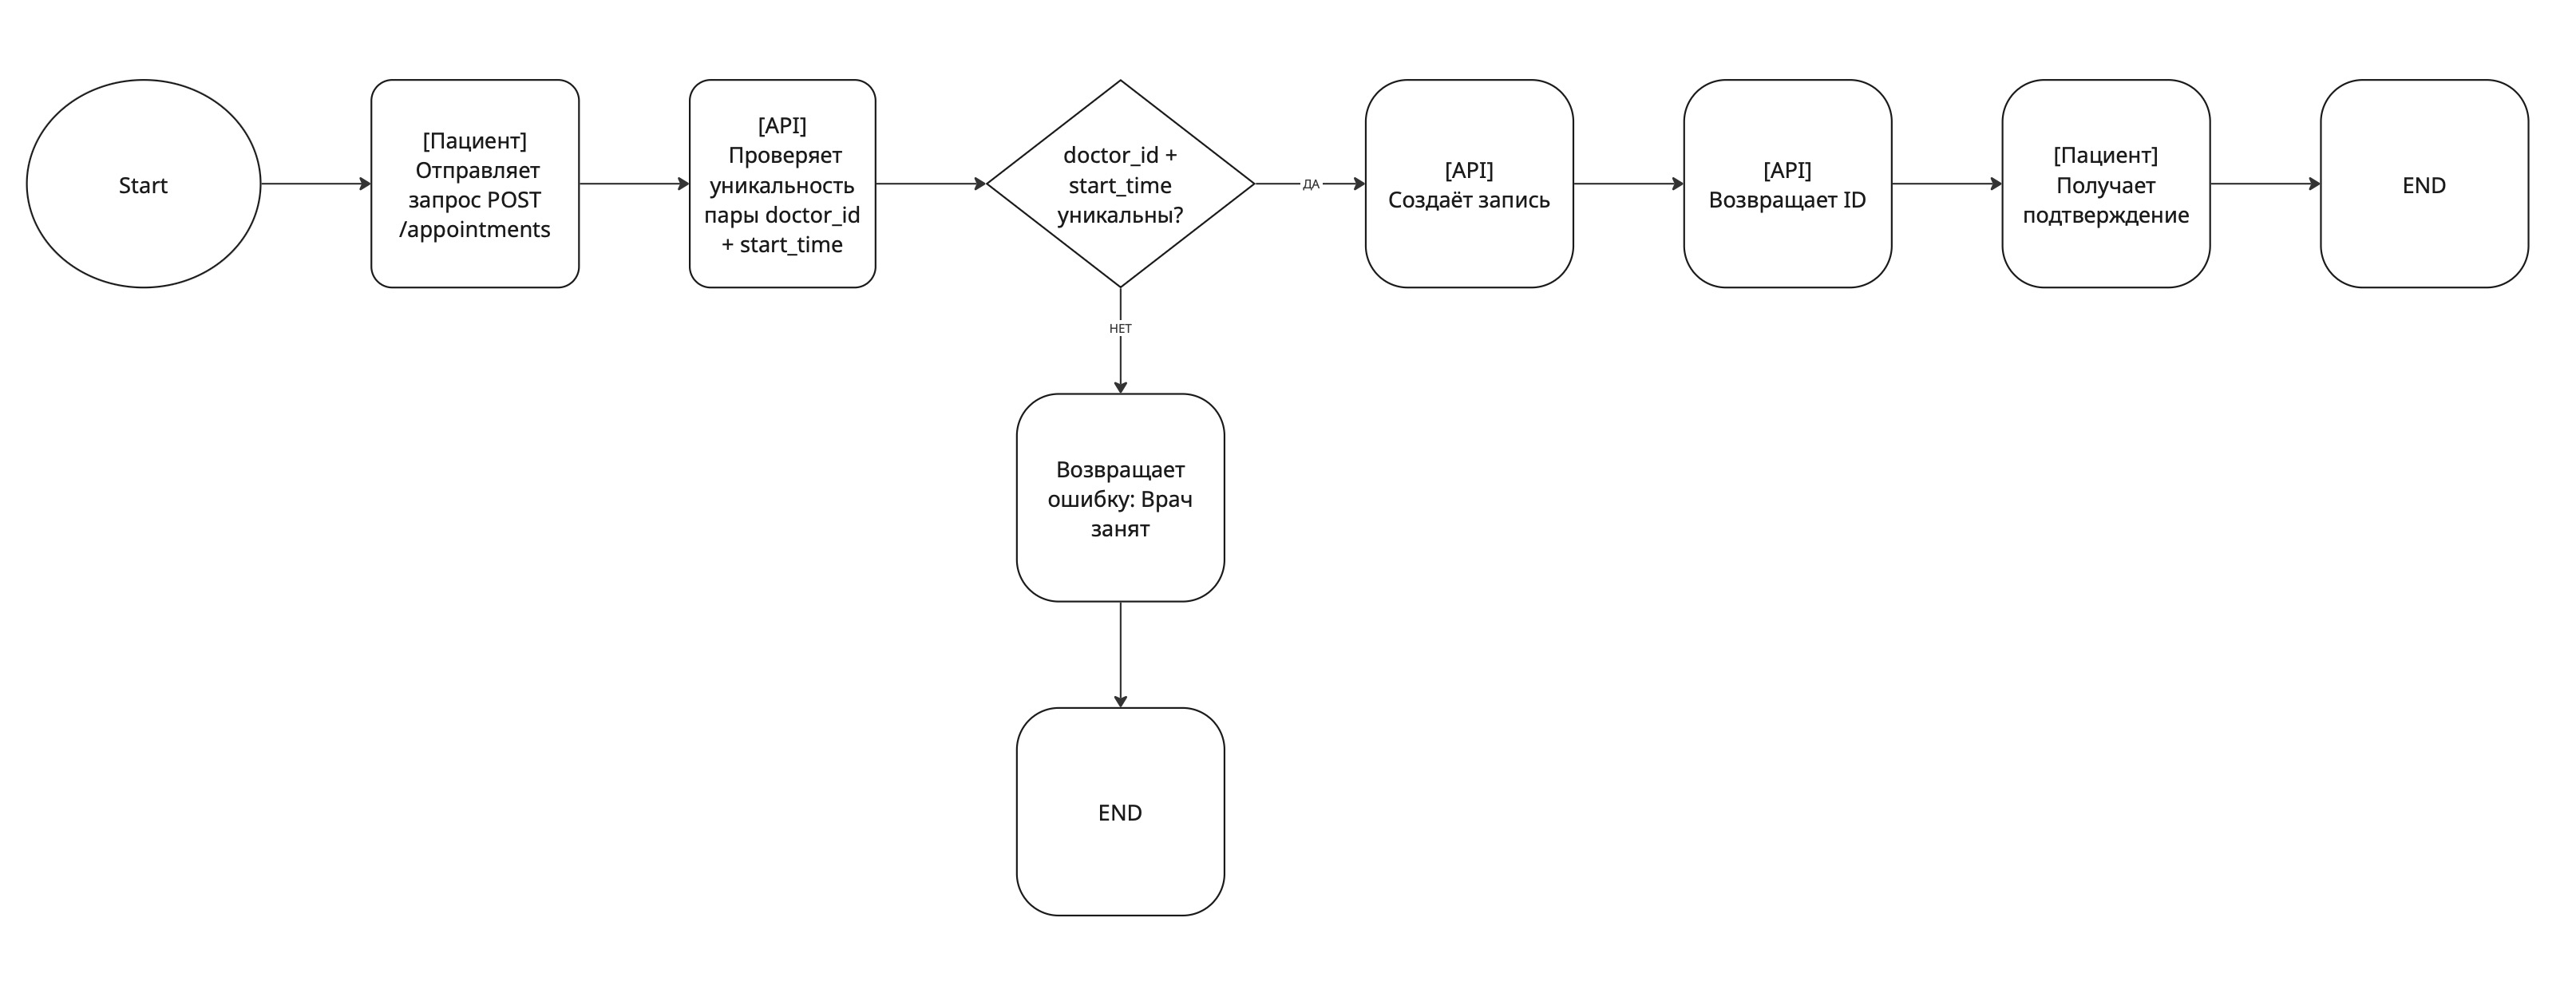 Start
[Пациент]
Отправляет
запрос POST
/appointments
[API]
Проверяет
уникальность
пары doctor_id
+ start_time
doctor_id +
start_time
уникальны?
ДА
[API]
Создаёт запись
[API]
Возвращает ID
[Пациент]
Получает
подтверждение
END
НЕТ
Возвращает
ошибку: Врач
занят
END